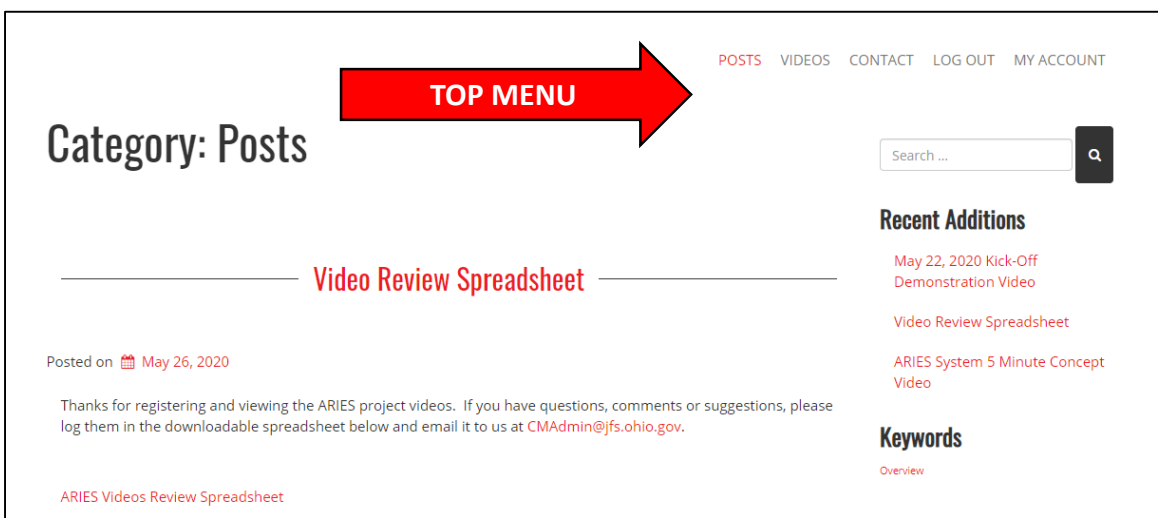 POSTS VIDEOS CONTACT LOG OUT MY ACCOUNT
TOP MENU
Category: Posts
Search ...
Recent Additions
May 22, 2020 Kick-Off
Demonstration Video
Video Review Spreadsheet
ARIES System 5 Minute Concept
Video
Keywords
Overview
Video Review Spreadsheet
Posted on May 26, 2020
Thanks for registering and viewing the ARIES project videos. If you have questions, comments or suggestions, please
log them in the downloadable spreadsheet below and email it to us at CMAdmin@jfs.ohio.gov.
ARIES Videos Review Spreadsheet